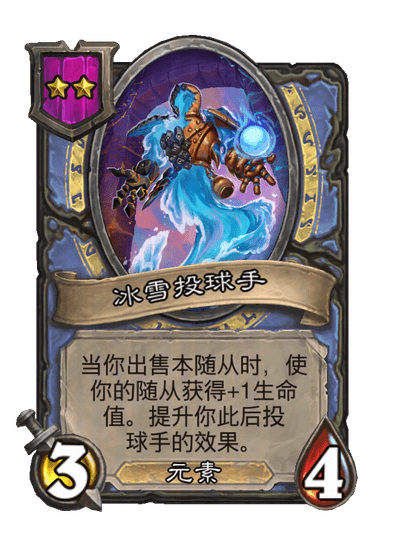 冰雪投球手
当你出售本随从时，使
你的随从获得+1生命
值。提升你此后投
球手的效果。
3
元素
4